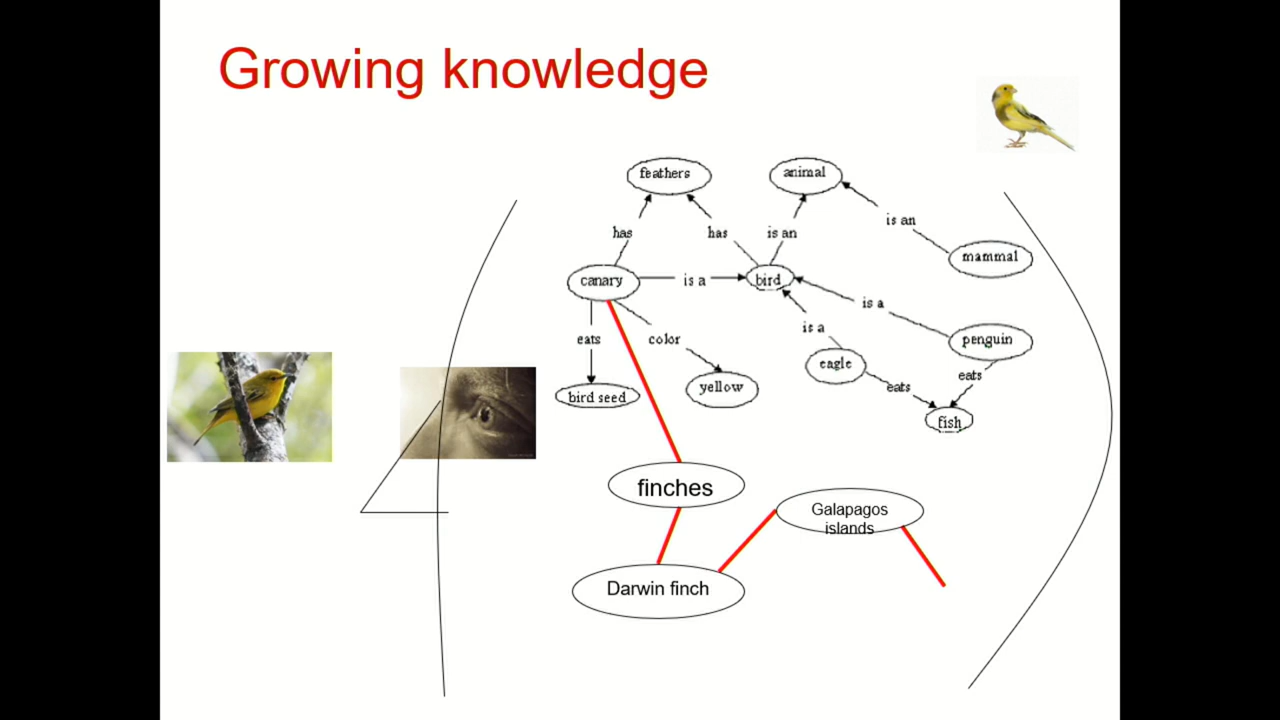 Growing knowledge
feathers
animal
is an
has
has
is an
mammal
canary
is a
bird
is a
is a
eats
color
penguin
eagle
eats
eats
bird seed
yellow
fish
finches
Galapagos
islands
Darwin finch